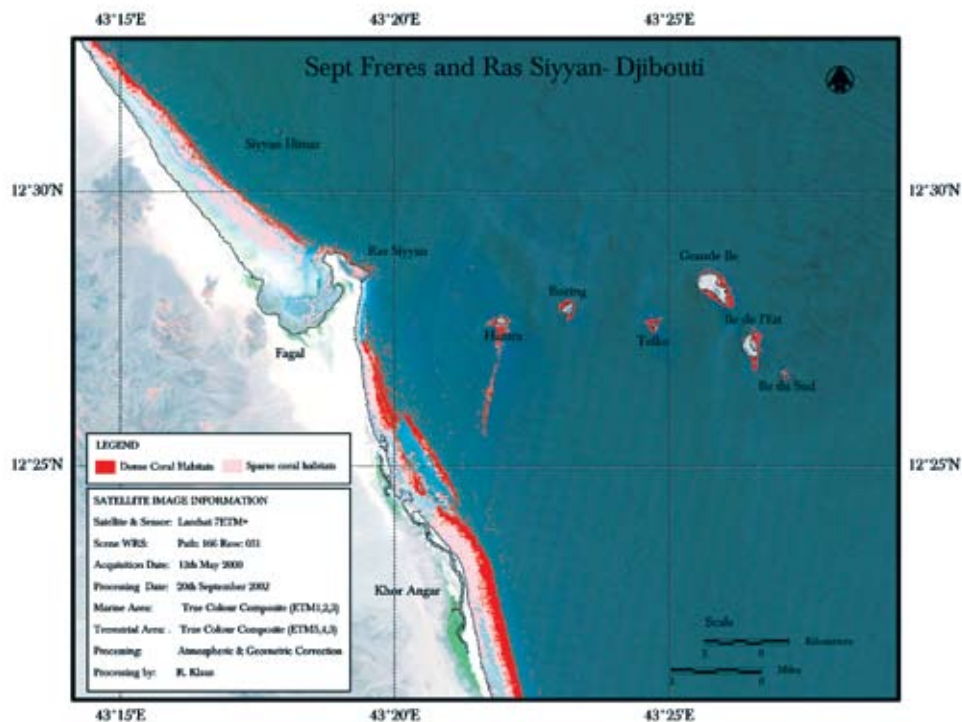 43°15'E 43°20'E 43°25'E
Sept Freres and Ras Siyyan- Djibouti
Siyyan Himar
12°30'N 12°30'N
Ras Siyyan
Grande Ile
Boeing
Hamra
Tolka
Ile de l'Est
Fagal
Ile du Sud
LEGEND
Dense Coral Habitats Sparse coral habitats
12°25'N 12°25'N
SATELLITE IMAGE INFORMATION
Satellite & Sensor: Landsat 7ETM+
Scene WRS: Path: 166 Row: 051
Acquisition Date: 13th May 2000
Processing Date: 20th September 2002
Marine Area: True Colour Composite (ETM1,2,3)
Terrestrial Area: . True Colour Composite (ETM5,4,3)
Processing: Atmospheric & Geometric Correction
Processing by: R. Klaus
Khor Angar
Scale
Kilometers
Miles
43°15'E 43°20'E 43°25'E